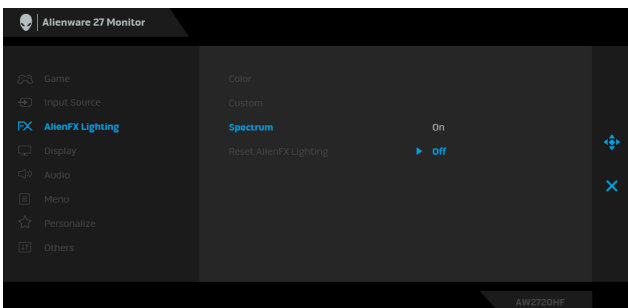 Alienware 27 Monitor
Game
Input Source
FX AlienFX Lighting
Display
Audio
Menu
Personalize
Others
Color
Custom
Spectrum On
Reset AlienFX Lighting Off
AW2720HF